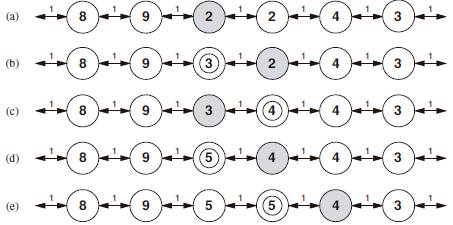 (a) 1 8 1 9 1 2 1 2 1 4 1 3 1
(b) 1 8 1 9 1 3 1 2 1 4 1 3 1
(c) 1 8 1 9 1 3 1 4 1 4 1 3 1
(d) 1 8 1 9 1 5 1 4 1 4 1 3 1
(e) 1 8 1 9 1 5 1 5 1 4 1 3 1